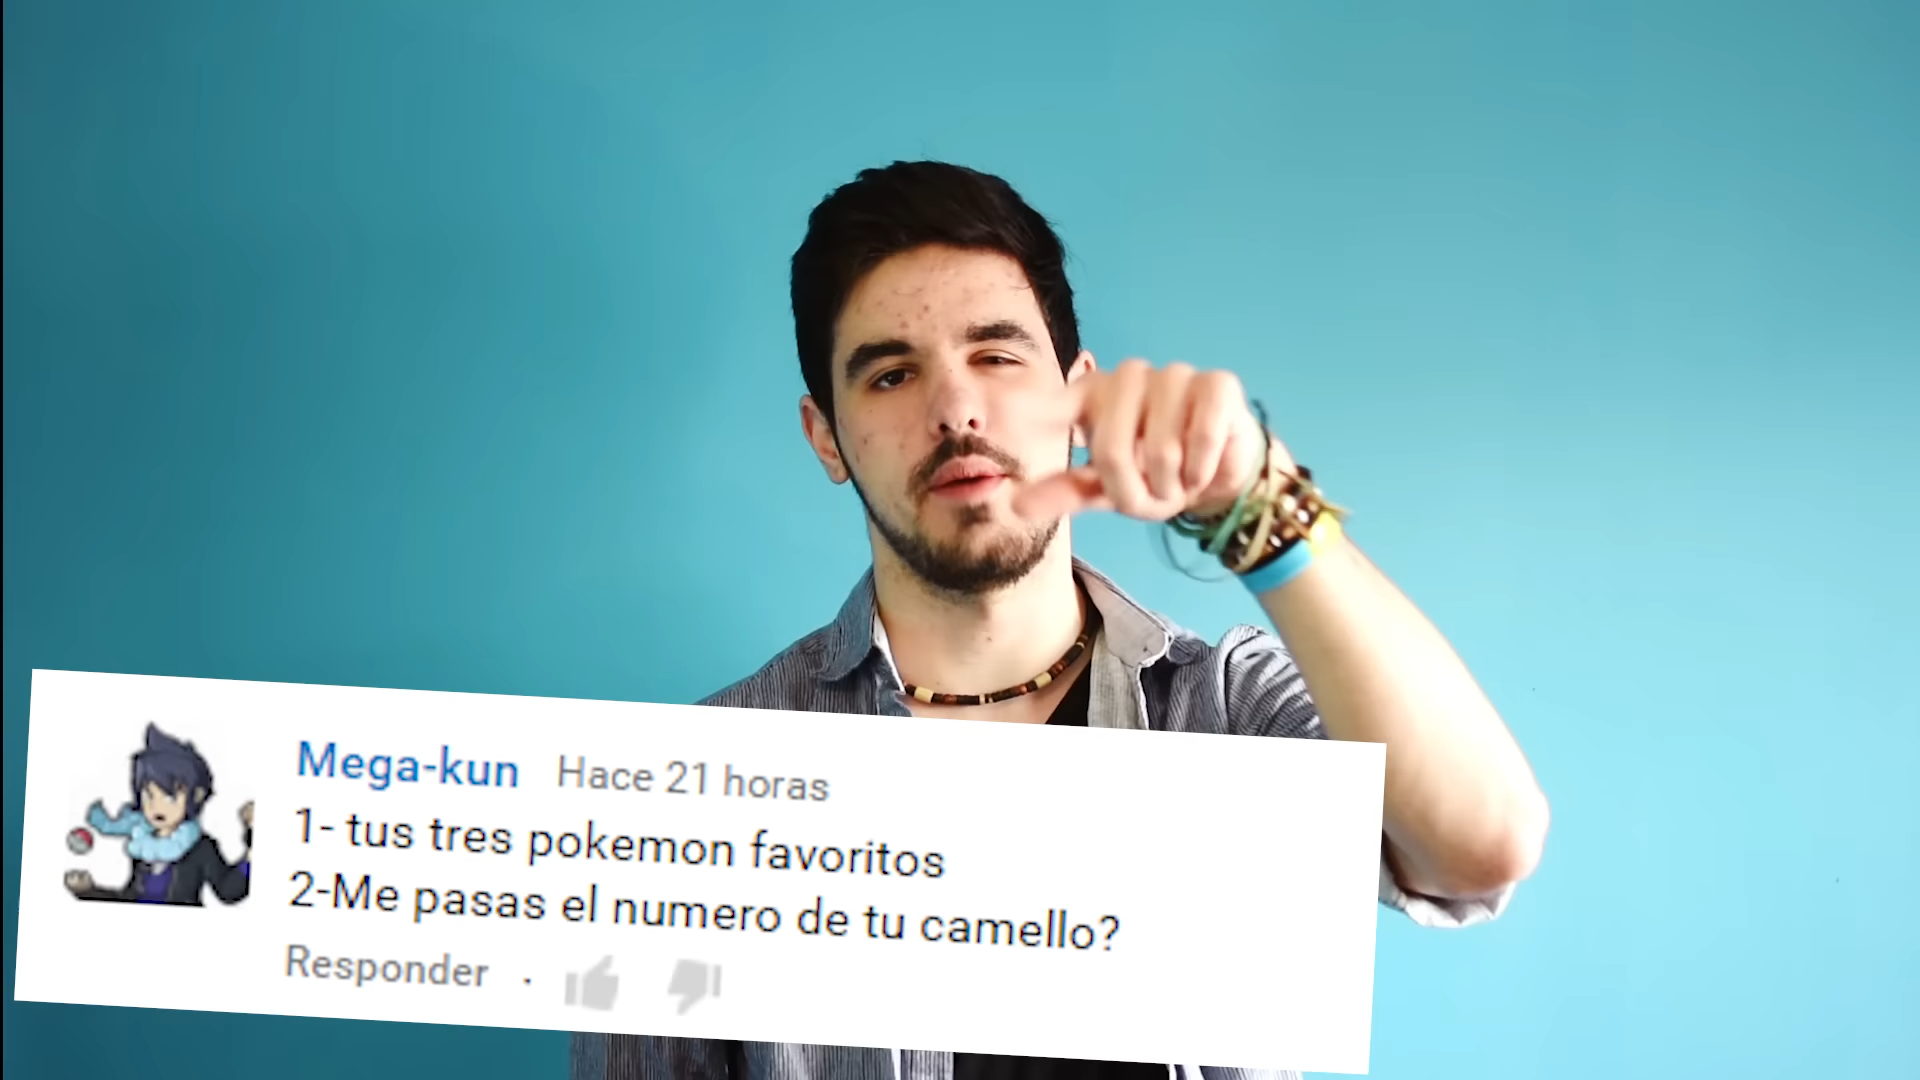 Mega-kun Hace 21 horas
1- tus tres pokemon favoritos
2-Me pasas el numero de tu camello?
Responder .